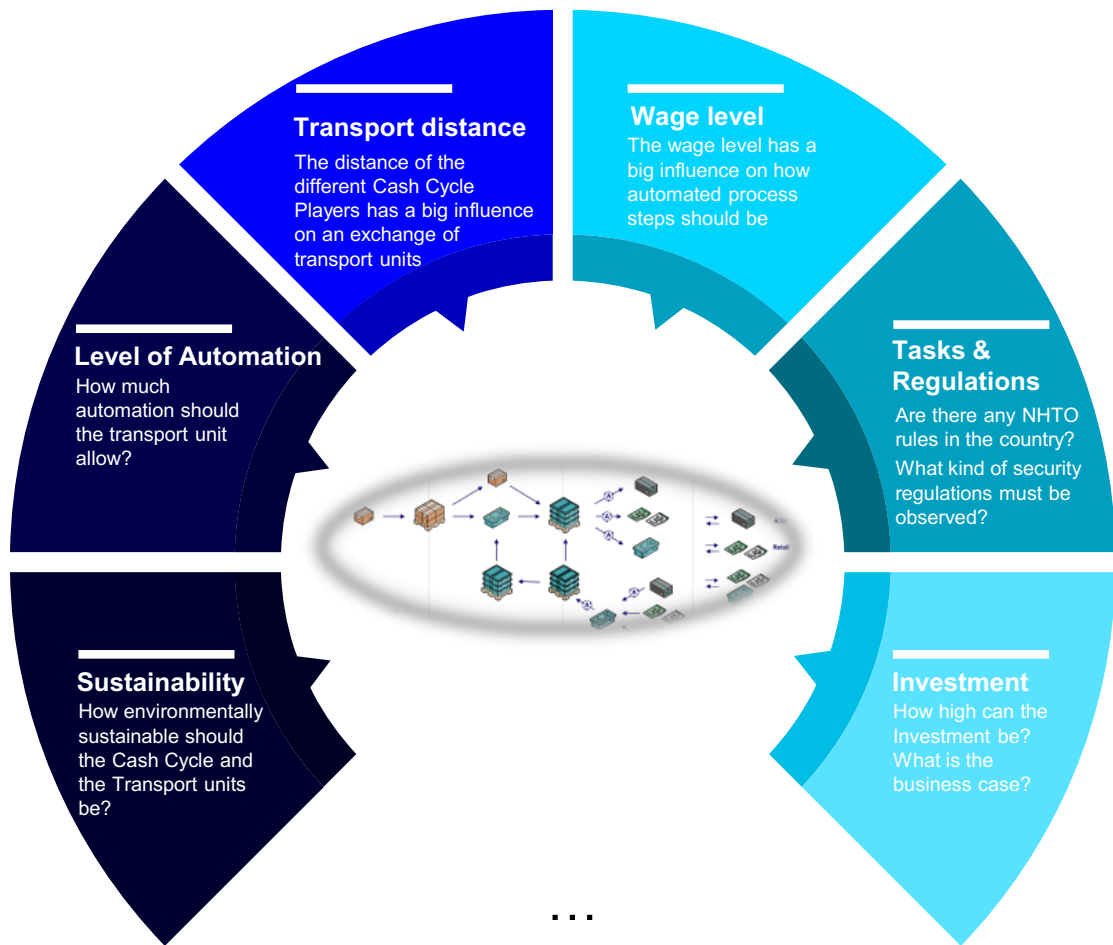 Transport distance
The distance of the
different Cash Cycle
Players has a big influence
on an exchange of
transport units
Wage level
The wage level has a
big influence on how
automated process
steps should be
Level of Automation
How much
automation should
the transport unit
allow?
Tasks &
Regulations
Are there any NHTO
rules in the country?
What kind of security
regulations must be
observed?
A
A
A
Retail
A
A
Sustainability
How environmentally
sustainable should
the Cash Cycle and
the Transport units
be?
Investment
How high can the
Investment be?
What is the
business case?
...